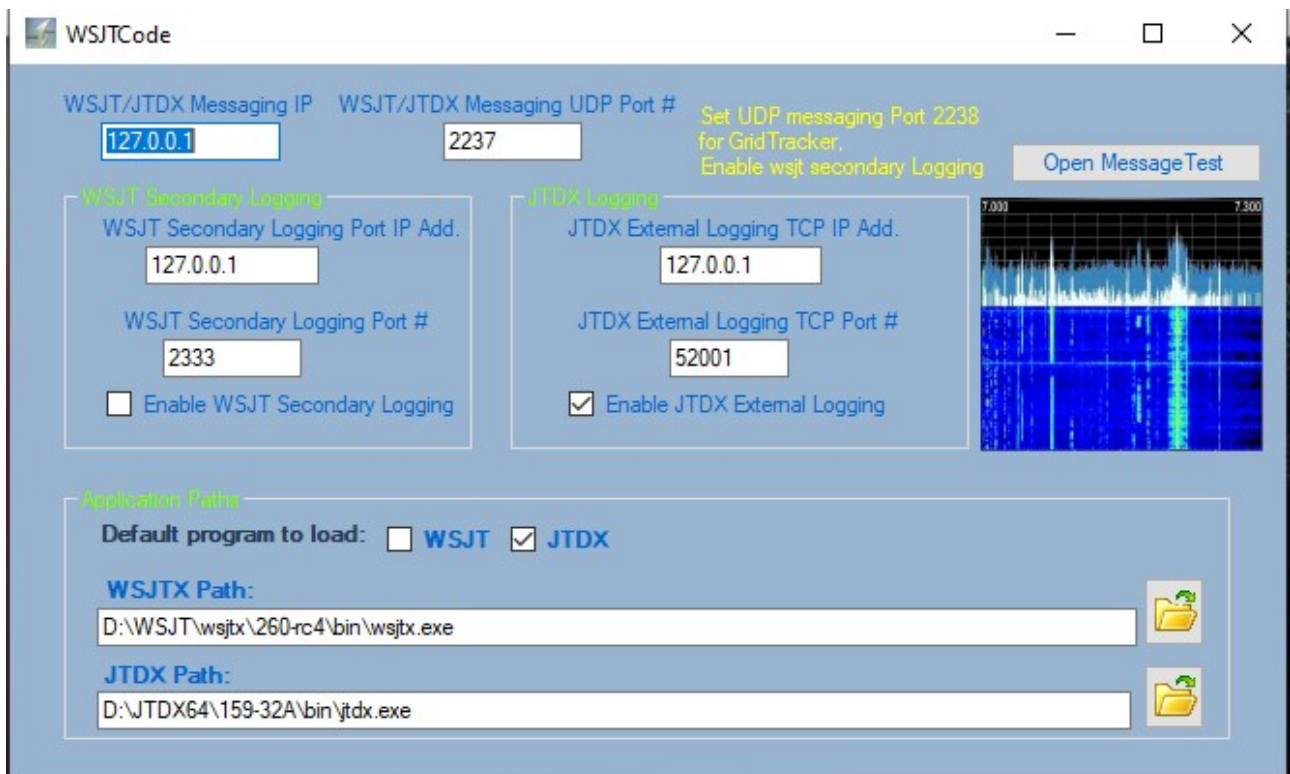 WSJTCode
WSJT/JTDX Messaging IP
WSJT/JTDX Messaging UDP Port #
127.0.0.1
2237
Set UDP messaging Port 2238
for GridTracker,
Enable wsjt secondary Logging
Open MessageTest
WSJT Secondary Logging
WSJT Secondary Logging Port IP Add.
127.0.0.1
WSJT Secondary Logging Port #
2333
Enable WSJT Secondary Logging
JTDX Logging
JTDX External Logging TCP IP Add.
127.0.0.1
JTDX External Logging TCP Port #
52001
Enable JTDX External Logging
7.000
7.300
Application Paths
Default program to load: WSJT JTDX
WSJTX Path:
D:\WSJT\wsjtx\260-rc4\bin\wsjtx.exe
JTDX Path:
D:\JTDX64\159-32A\bin\jtdx.exe